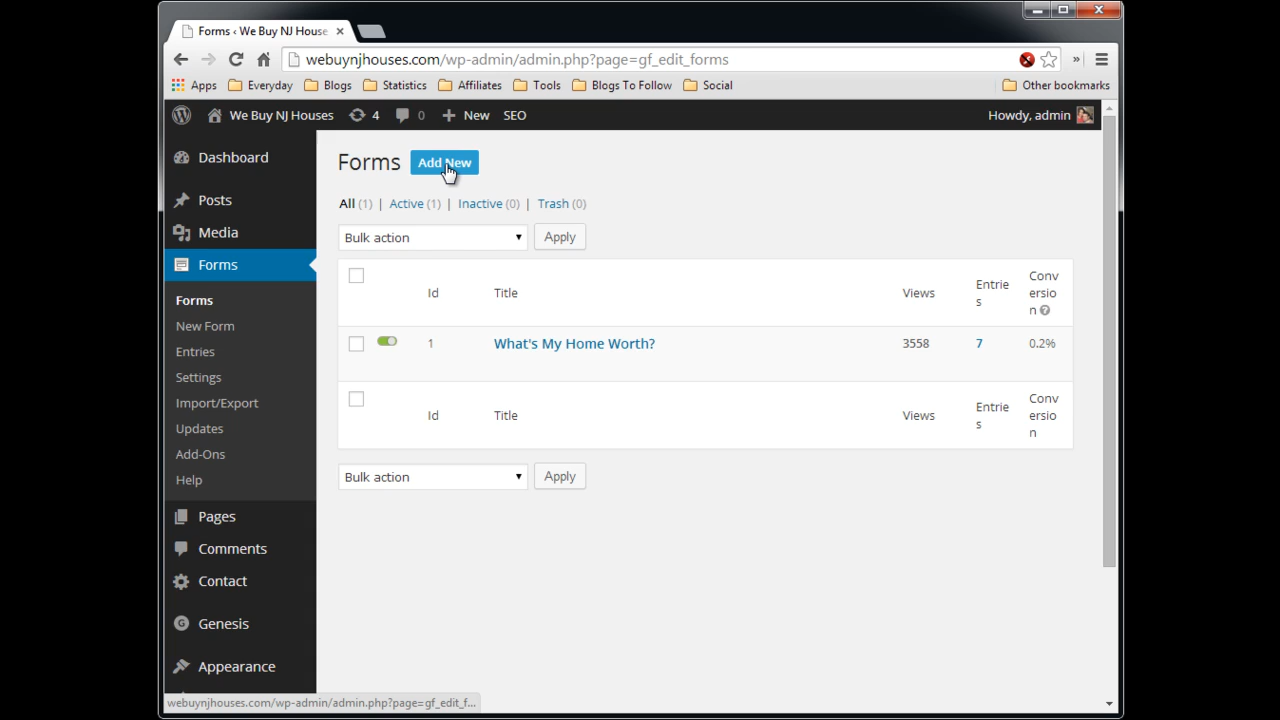 Forms ‹ We Buy NJ House
webuynjhouses.com/wp-admin/admin.php?page=gf_edit_forms
Apps Everyday Blogs Statistics Affiliates Tools Blogs To Follow Social Other bookmarks
We Buy NJ Houses 4 0 New SEO Howdy, admin
Dashboard
Posts
Media
Forms
Forms
New Form
Entries
Settings
Import/Export
Updates
Add-Ons
Help
Pages
Comments
Contact
Genesis
Appearance
Forms Add New
All (1) | Active (1) | Inactive (0) | Trash (0)
Bulk action Apply
Id Title Views Entrie
s Conv
ersio
n
1 What's My Home Worth? 3558 7 0.2%
Id Title Views Entrie
s Conv
ersio
n
Bulk action Apply
webuynjhouses.com/wp-admin/admin.php?page=gf_edit_f...